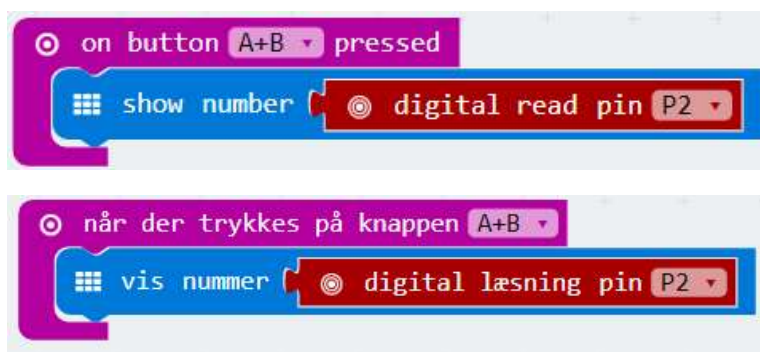 on button A+B pressed
show number digital read pin P2
når der trykkes på knappen A+B
vis nummer digital læsning pin P2